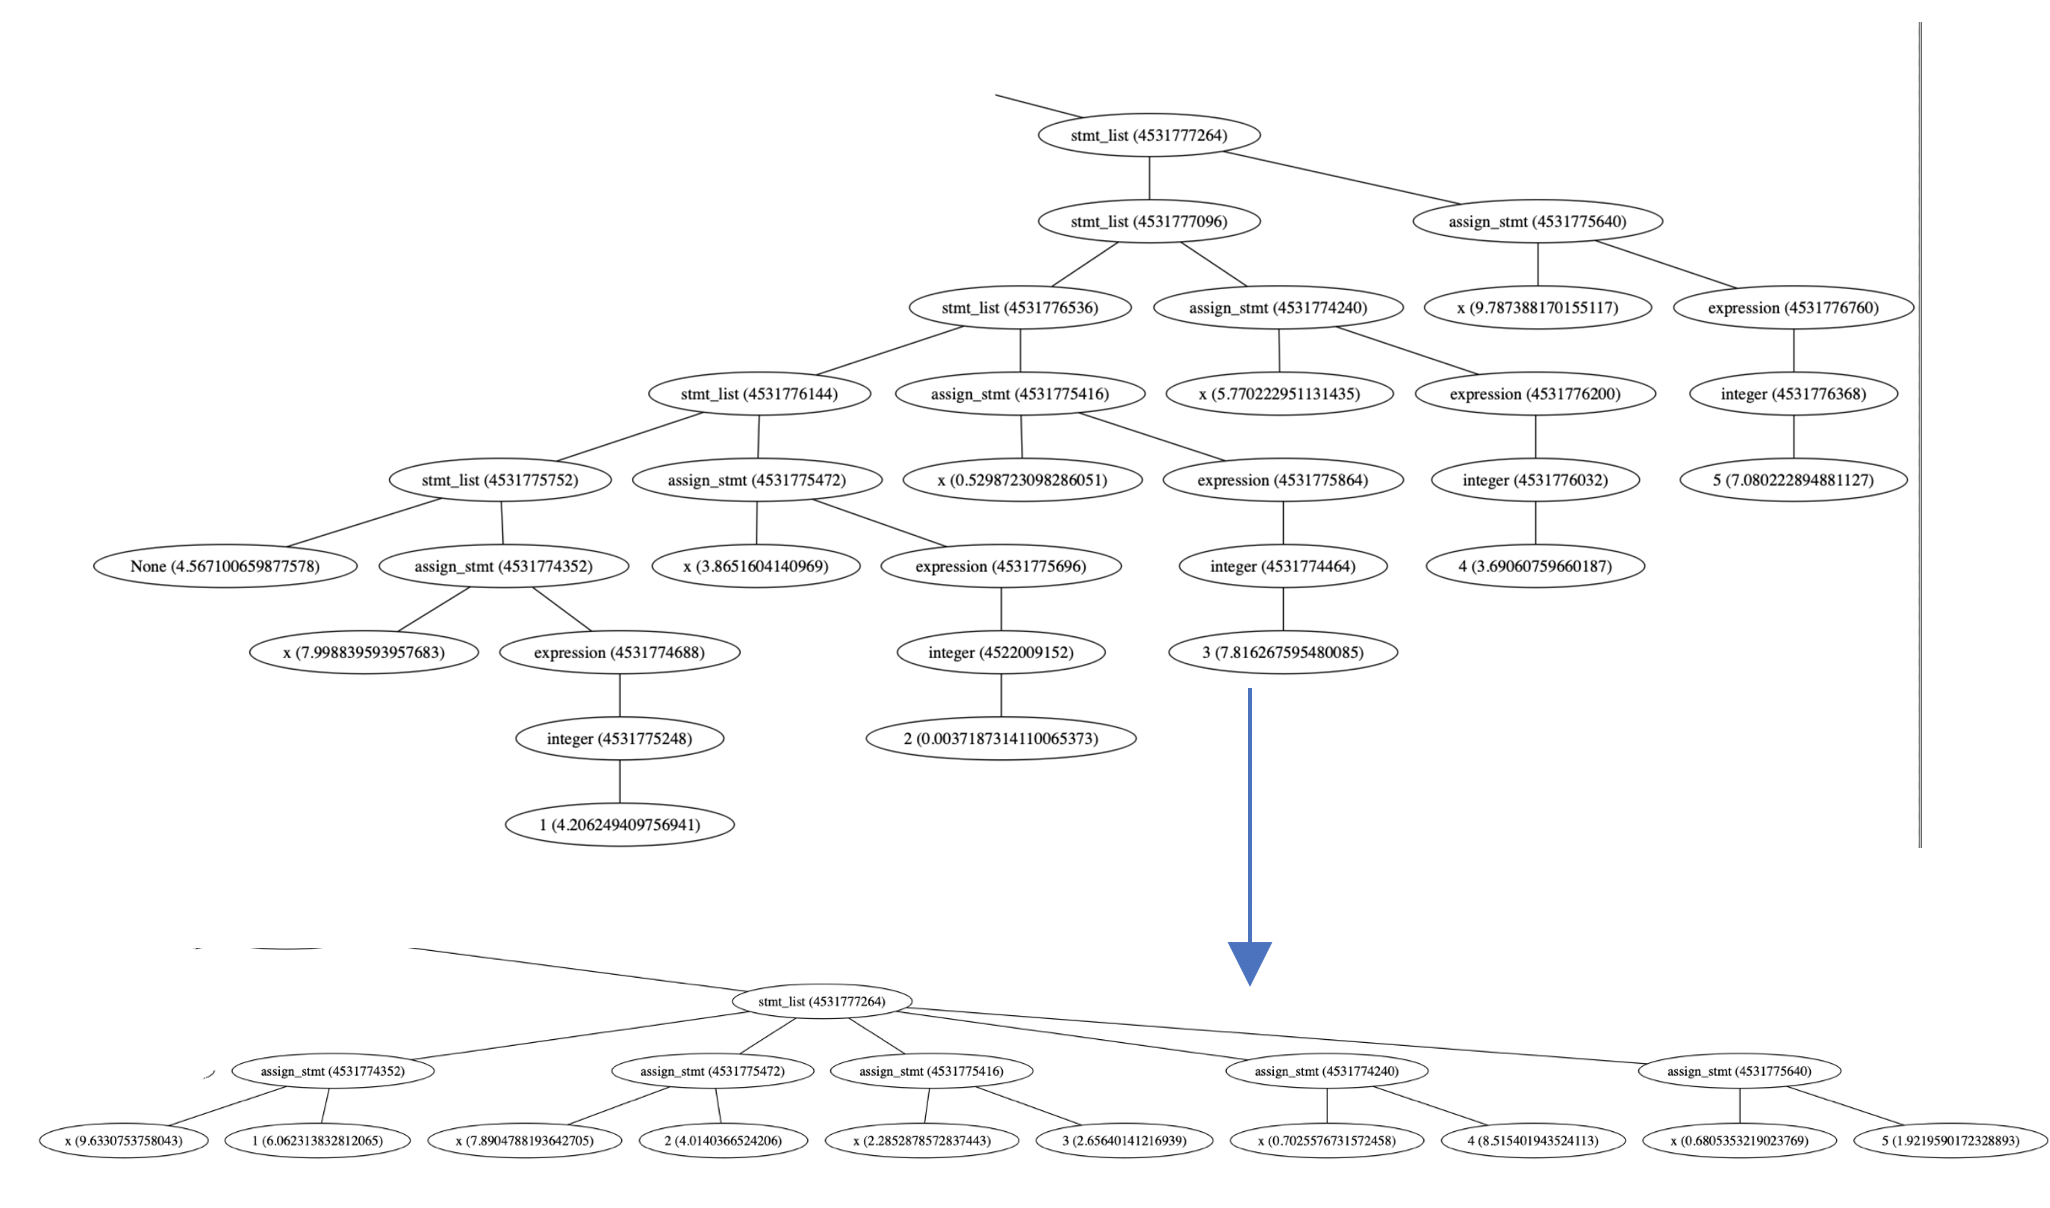 stmt_list (4531777264)
stmt_list (4531777096)
assign_stmt (4531775640)
stmt_list (4531776536)
assign_stmt (4531774240)
x (9.787388170155117)
expression (4531776760)
stmt_list (4531776144)
assign_stmt (4531775416)
x (5.770222951131435)
expression (4531776200)
integer (4531776368)
stmt_list (4531775752)
assign_stmt (4531775472)
x (0.5298723098286051)
expression (4531775864)
integer (4531776032)
5 (7.080222894881127)
None (4.567100659877578)
assign_stmt (4531774352)
x (3.8651604140969)
expression (4531775696)
integer (4531774464)
4 (3.69060759660187)
x (7.998839593957683)
expression (4531774688)
integer (4522009152)
3 (7.816267595480085)
integer (4531775248)
2 (0.0037187314110065373)
1 (4.206249409756941)
stmt_list (4531777264)
assign_stmt (4531774352)
assign_stmt (4531775472)
assign_stmt (4531775416)
assign_stmt (4531774240)
assign_stmt (4531775640)
x (9.6330753758043)
1 (6.062313832812065)
x (7.8904788193642705)
2 (4.0140366524206)
x (2.2852878572837443)
3 (2.65640141216939)
x (0.7025576731572458)
4 (8.515401943524113)
x (0.6805353219023769)
5 (1.9219590172328893)